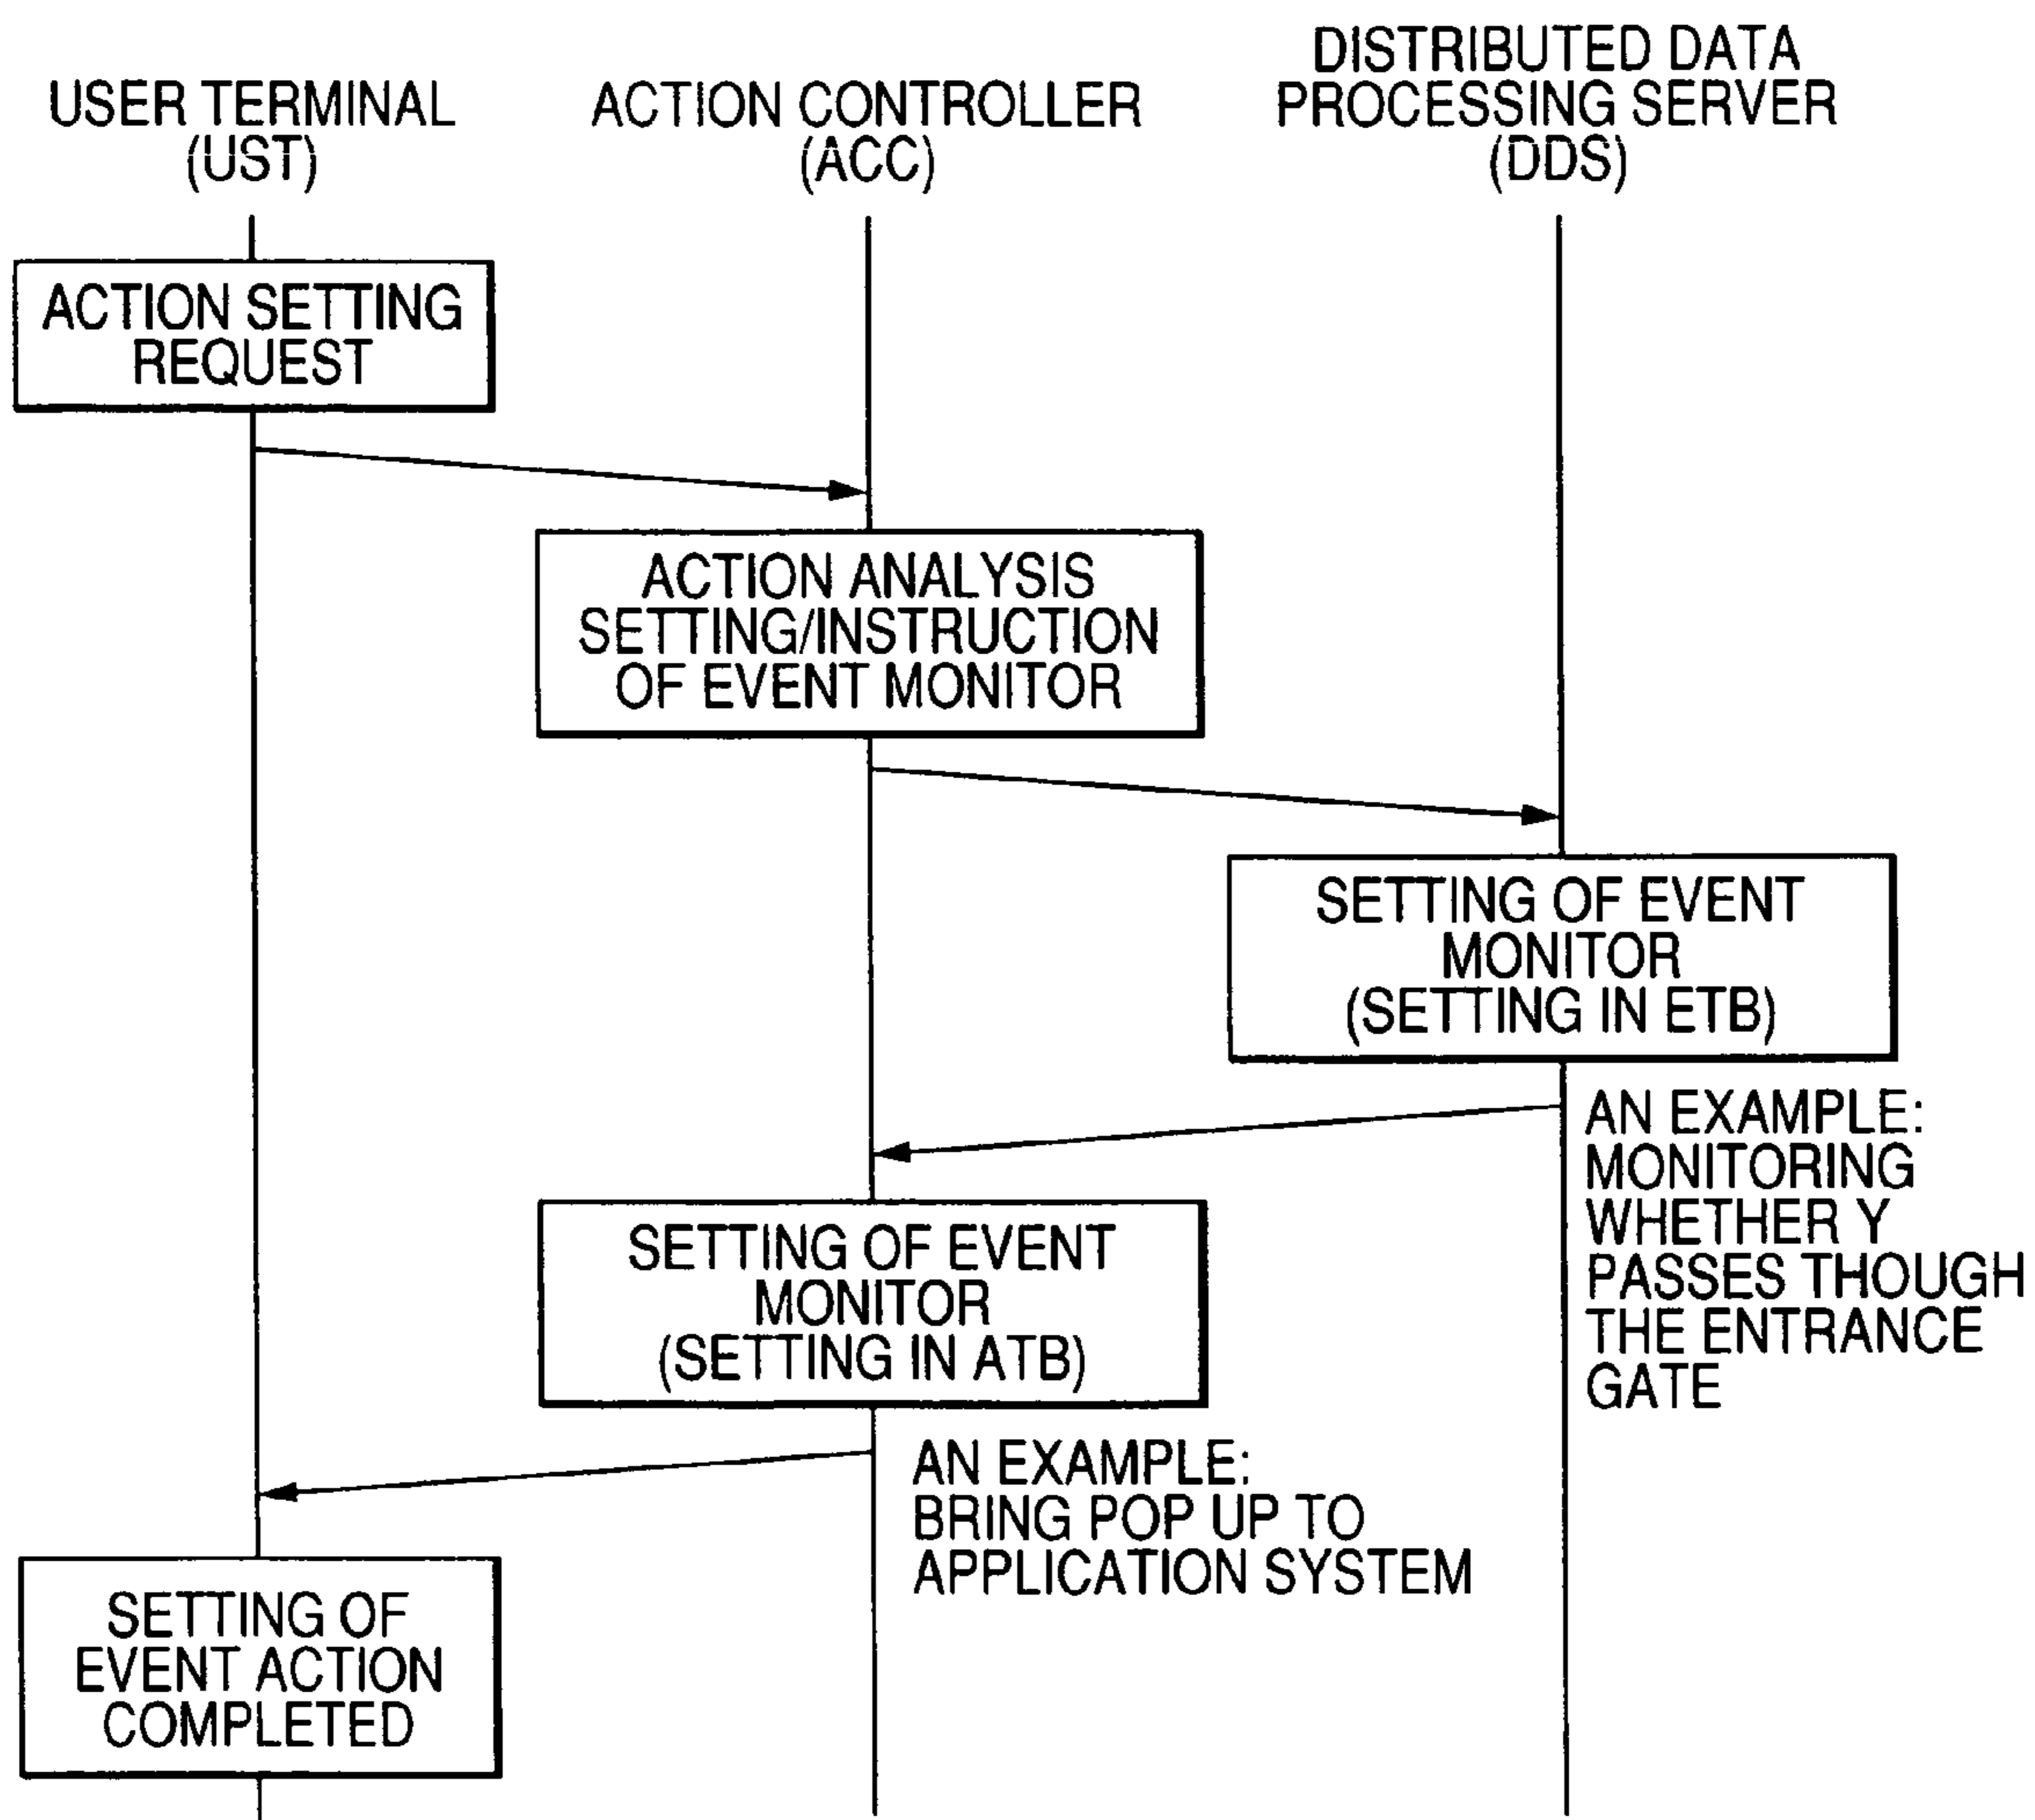 USER TERMINAL
(UST)
ACTION CONTROLLER
(ACC)
DISTRIBUTED DATA
PROCESSING SERVER
(DDS)
ACTION SETTING
REQUEST
ACTION ANALYSIS
SETTING/INSTRUCTION
OF EVENT MONITOR
SETTING OF EVENT
MONITOR
(SETTING IN ETB)
AN EXAMPLE:
MONITORING
WHETHER Y
PASSES THOUGH
THE ENTRANCE
GATE
SETTING OF EVENT
MONITOR
(SETTING IN ATB)
AN EXAMPLE:
BRING POP UP TO
APPLICATION SYSTEM
SETTING OF
EVENT ACTION
COMPLETED